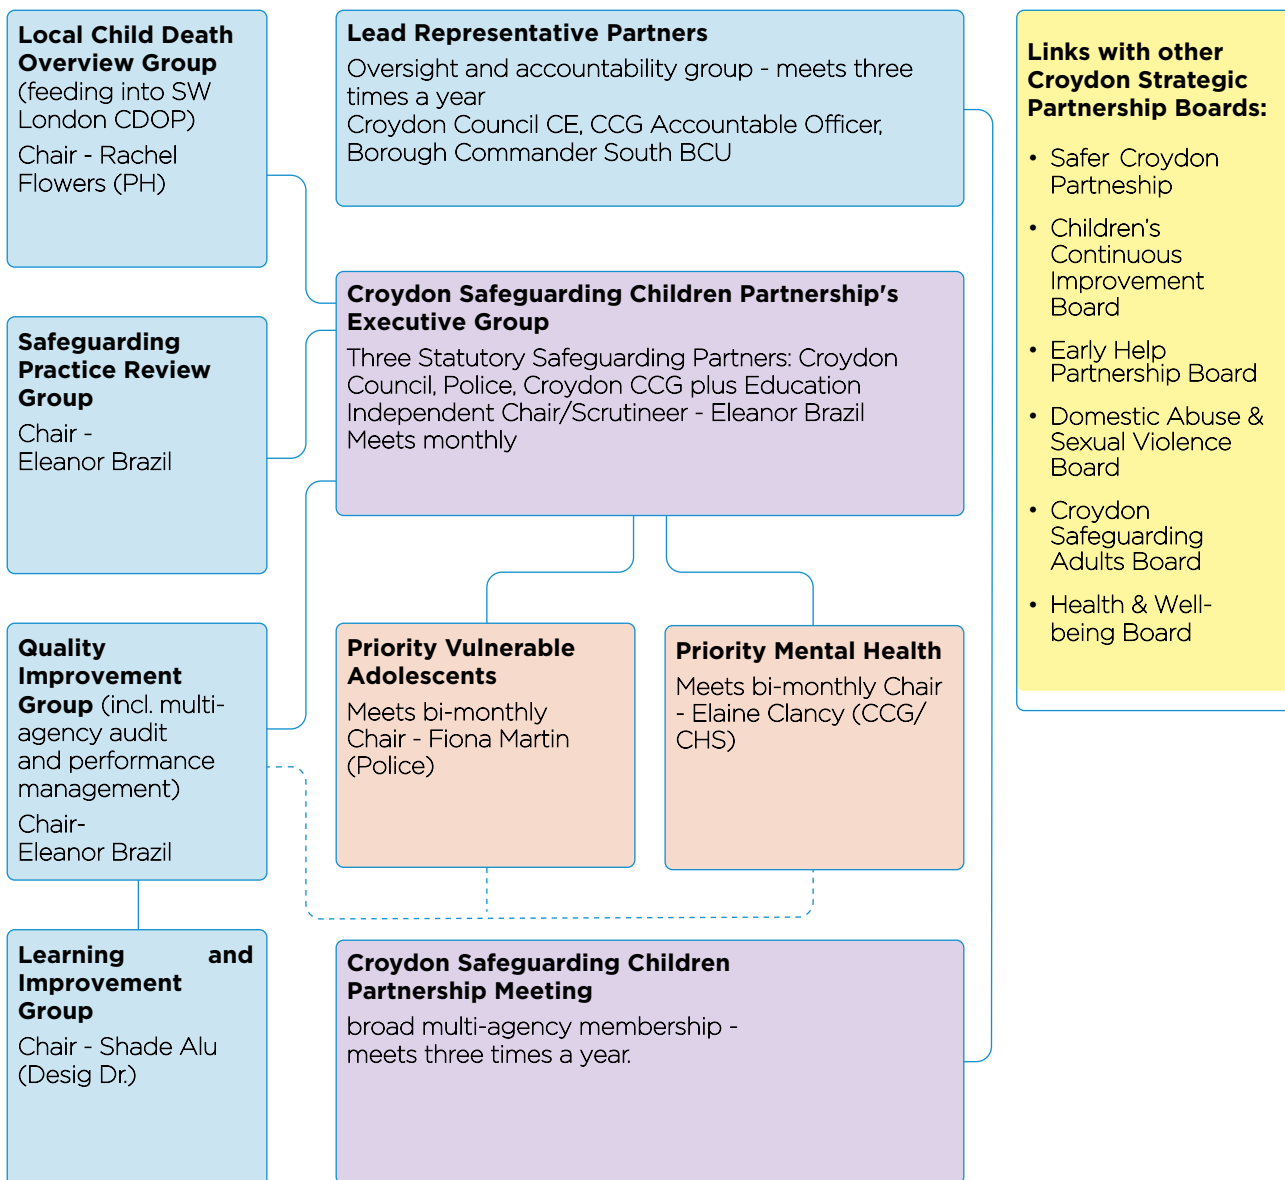 Local Child Death
Overview Group
(feeding into SW
London CDOP)
Chair - Rachel
Flowers (PH)
Lead Representative Partners
Oversight and accountability group - meets three
times a year
Croydon Council CE, CCG Accountable Officer,
Borough Commander South BCU
Links with other
Croydon Strategic
Partnership Boards:
• Safer Croydon
Partneship
• Children's
Continuous
Improvement
Board
• Early Help
Partnership Board
• Domestic Abuse &
Sexual Violence
Board
• Croydon
Safeguarding
Adults Board
• Health & Well-
being Board
Croydon Safeguarding Children Partnership's
Executive Group
Three Statutory Safeguarding Partners: Croydon
Council, Police, Croydon CCG plus Education
Independent Chair/Scrutineer - Eleanor Brazil
Meets monthly
Safeguarding
Practice Review
Group
Chair -
Eleanor Brazil
Quality
Improvement
Group (incl. multi-
agency audit
and performance
management)
Chair-
Eleanor Brazil
Priority Vulnerable
Adolescents
Meets bi-monthly
Chair - Fiona Martin
(Police)
Priority Mental Health
Meets bi-monthly Chair
- Elaine Clancy (CCG/
CHS)
Learning and
Improvement
Group
Chair - Shade Alu
(Desig Dr.)
Croydon Safeguarding Children
Partnership Meeting
broad multi-agency membership -
meets three times a year.